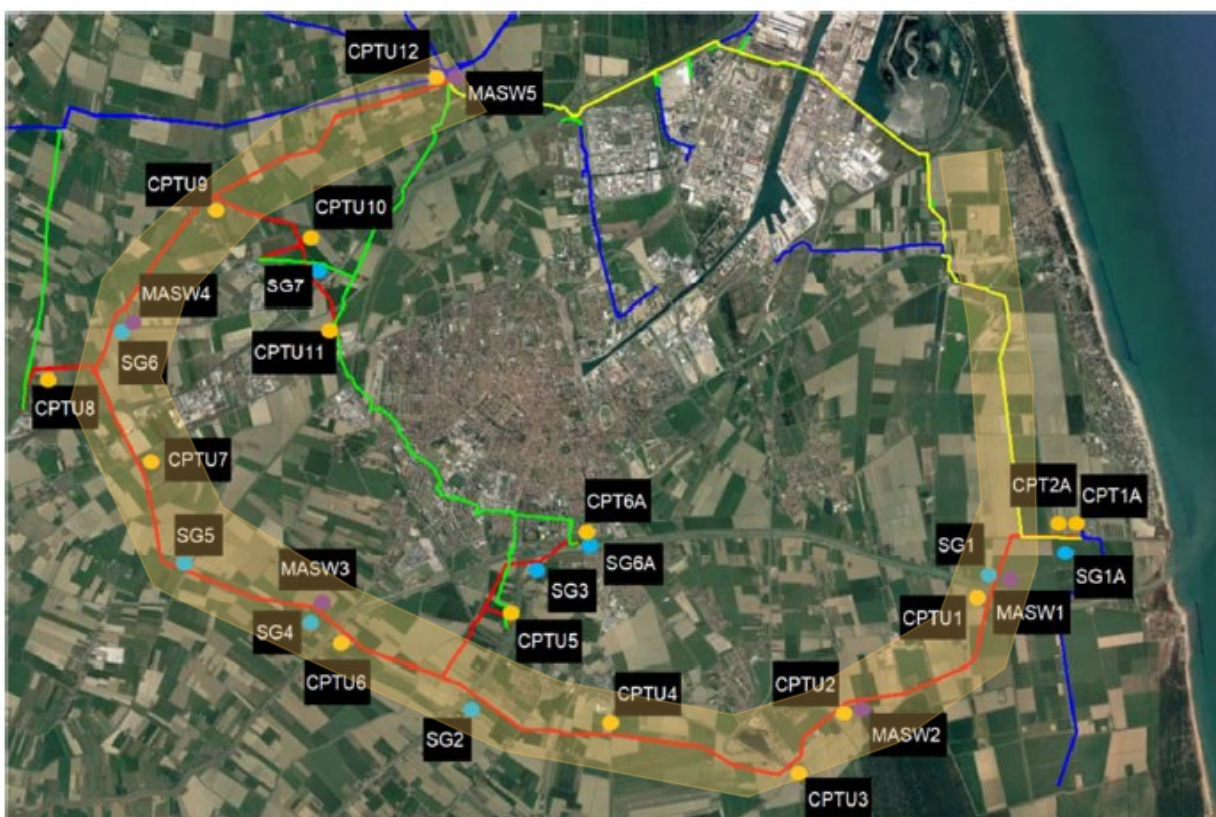 CPTU12
MASW5
CPTU9
CPTU10
SG7
MASW4
SG6
CPTU11
CPTU8
CPTU7
CPT6A
CPT2A
CPT1A
SG5
SG1
SG6A
SG1A
MASW3
SG3
CPTU1
MASW1
SG4
CPTU5
CPTU6
CPTU4
CPTU2
SG2
MASW2
CPTU3